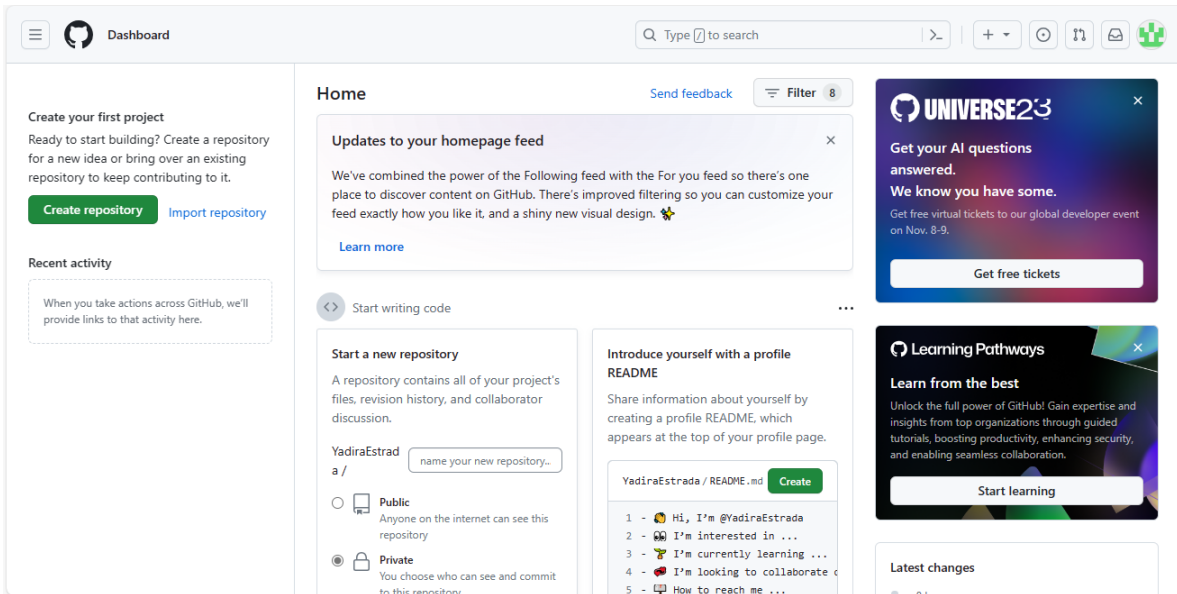 Dashboard
Type / to search
Create your first project
Ready to start building? Create a repository
for a new idea or bring over an existing
repository to keep contributing to it.
Create repository
Import repository
Recent activity
When you take actions across GitHub, we'll
provide links to that activity here.
Home
Send feedback
Filter 8
Updates to your homepage feed
We've combined the power of the Following feed with the For you feed so there's one
place to discover content on GitHub. There's improved filtering so you can customize your
feed exactly how you like it, and a shiny new visual design. ✨
Learn more
Start writing code
Start a new repository
A repository contains all of your project's
files, revision history, and collaborator
discussion.
YadiraEstrad
a /
name your new repository...
Public
Anyone on the internet can see this
repository
Private
You choose who can see and commit
to this repository
Introduce yourself with a profile
README
Share information about yourself by
creating a profile README, which
appears at the top of your profile page.
YadiraEstrada / README.md
Create
1 - 👋 Hi, I'm @YadiraEstrada
2 - 👀 I'm interested in ...
3 - 🌱 I'm currently learning ...
4 - 💞️ I'm looking to collaborate
5 - 📫 How to reach me ...
UNIVERSE23
Get your AI questions
answered.
We know you have some.
Get free virtual tickets to our global developer event
on Nov. 8-9.
Get free tickets
Learning Pathways
Learn from the best
Unlock the full power of GitHub! Gain expertise and
insights from top organizations through guided
tutorials, boosting productivity, enhancing security,
and enabling seamless collaboration.
Start learning
Latest changes